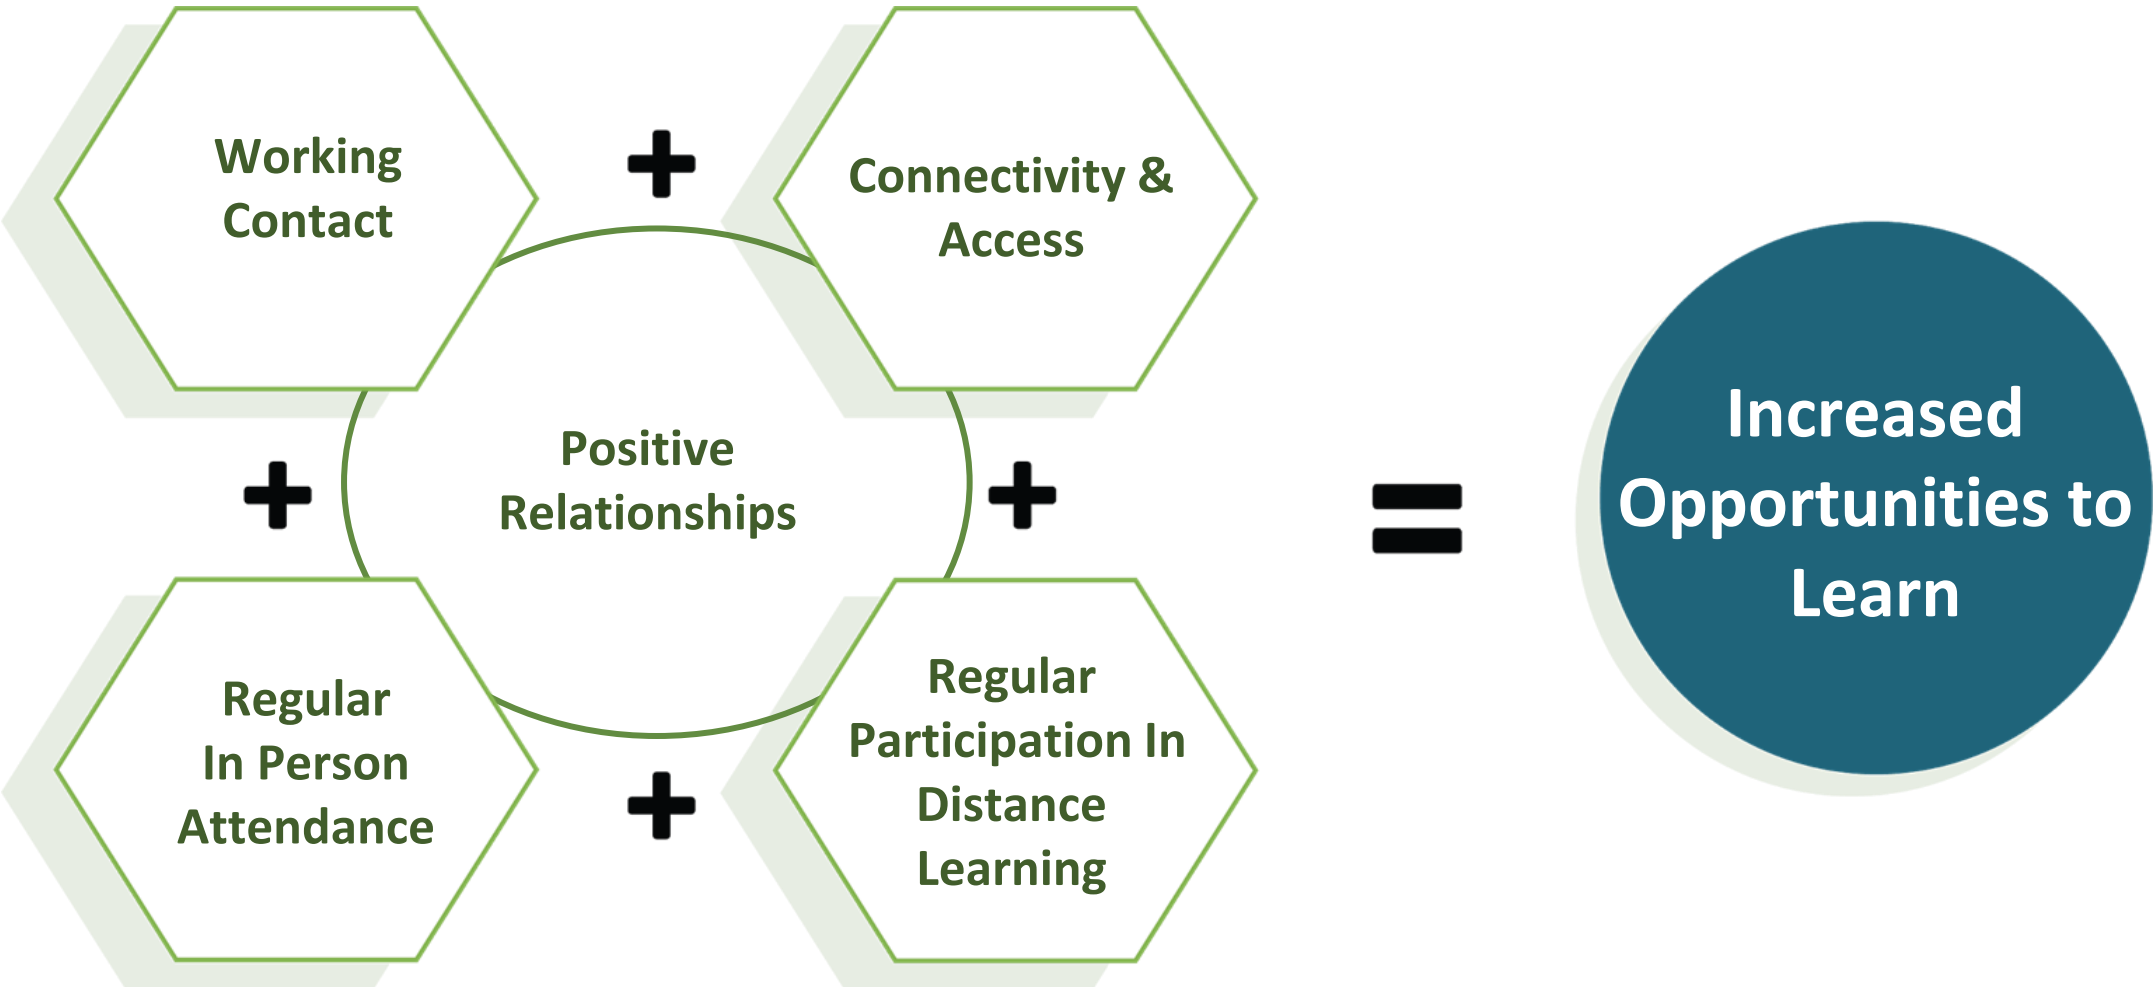 Working
Contact
Connectivity &
Access
Positive
Relationships
Regular
In Person
Attendance
Regular
Participation In
Distance
Learning
Increased
Opportunities to
Learn